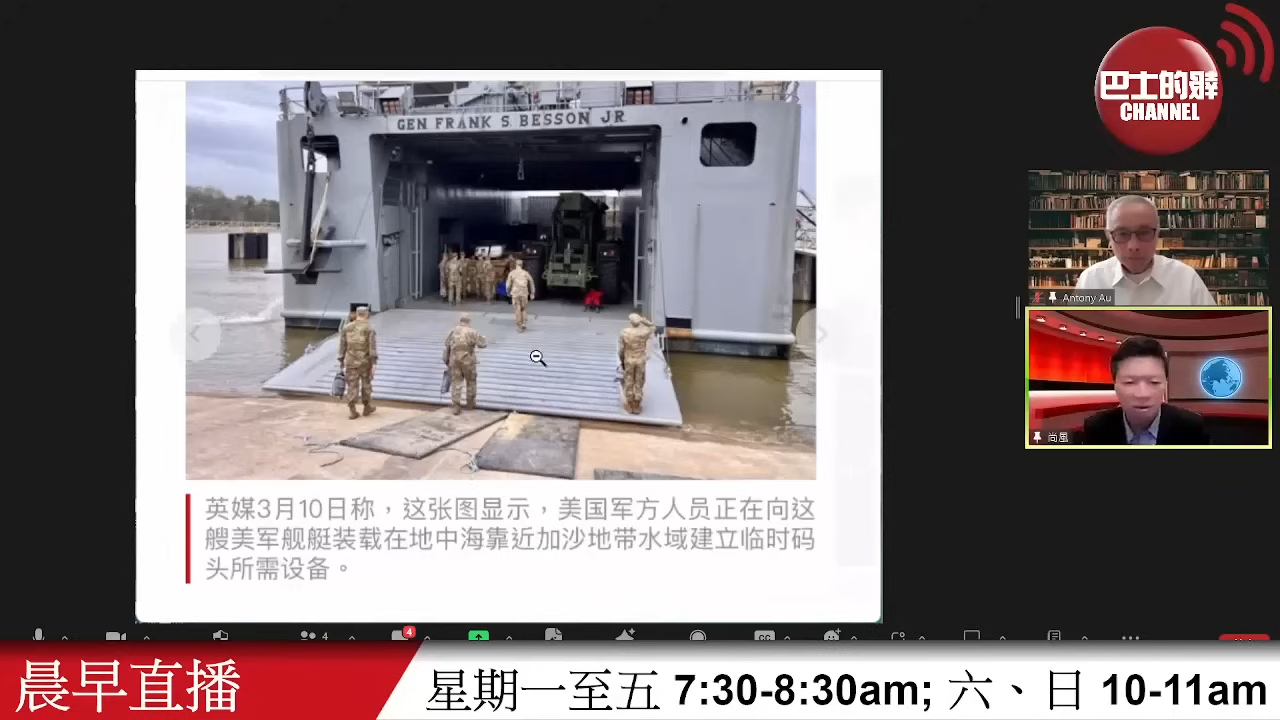 巴士的報
CHANNEL
GEN FRANK S. BESSON JR
Antony Au
尚風
英媒3月10日称，这张图显示，美国军方人员正在向这
艘美军舰艇装载在地中海靠近加沙地带水域建立临时码
头所需设备。
4
4
CC
晨早直播
星期一至五 7:30-8:30am; 六、日 10-11am